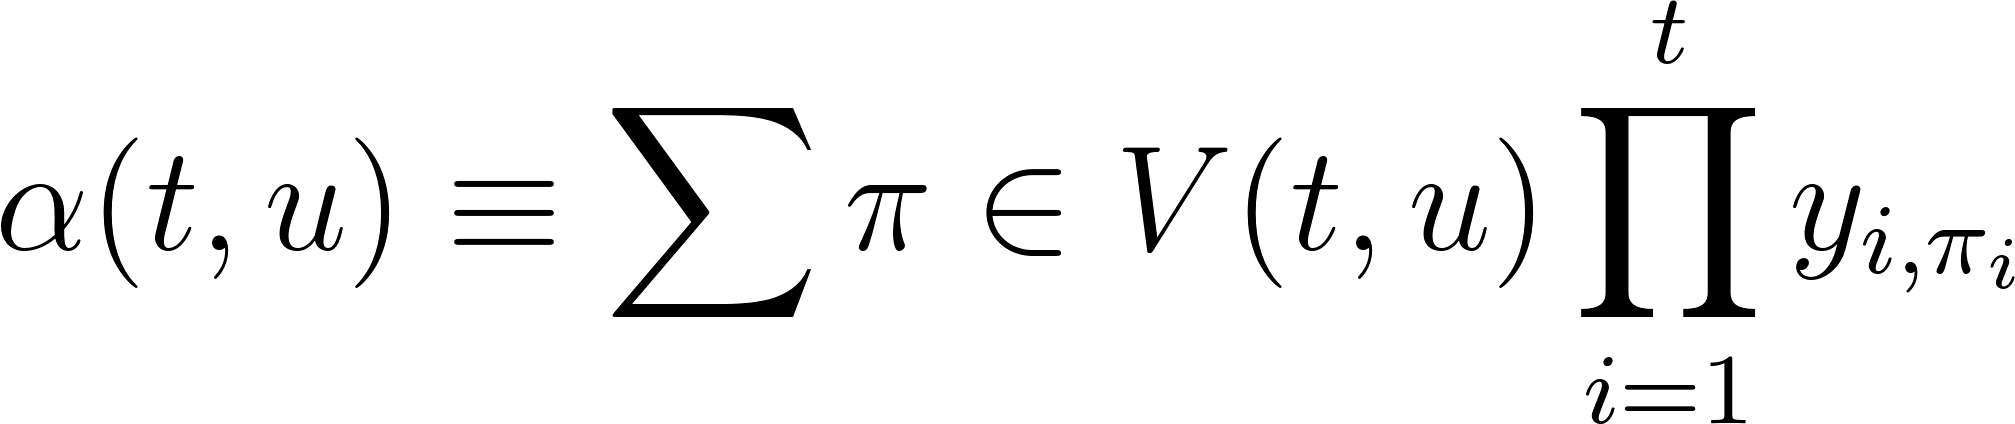 α(t, u) ≡ ∑ π ∈ V(t, u) ∏_{i=1}^{t} y_{i,π_i}